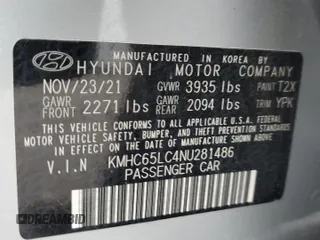 MANUFACTURED IN KOREA BY
HYUNDAI MOTOR COMPANY
NOV/23/21 GVWR 3935 lbs PAINT T2X
GAWR FRONT 2271 lbs GAWR REAR 2094 lbs TRIM YPK
THIS VEHICLE CONFORMS TO ALL APPLICABLE U.S. FEDERAL
MOTOR VEHICLE SAFETY, BUMPER, AND THEFT PREVENTION
STANDARDS IN EFFECT ON THE DATE OF MANUFACTURE SHOWN ABOVE.
V.I.N KMHC65LC4NU281486
PASSENGER CAR
AUTOBIDMASTER